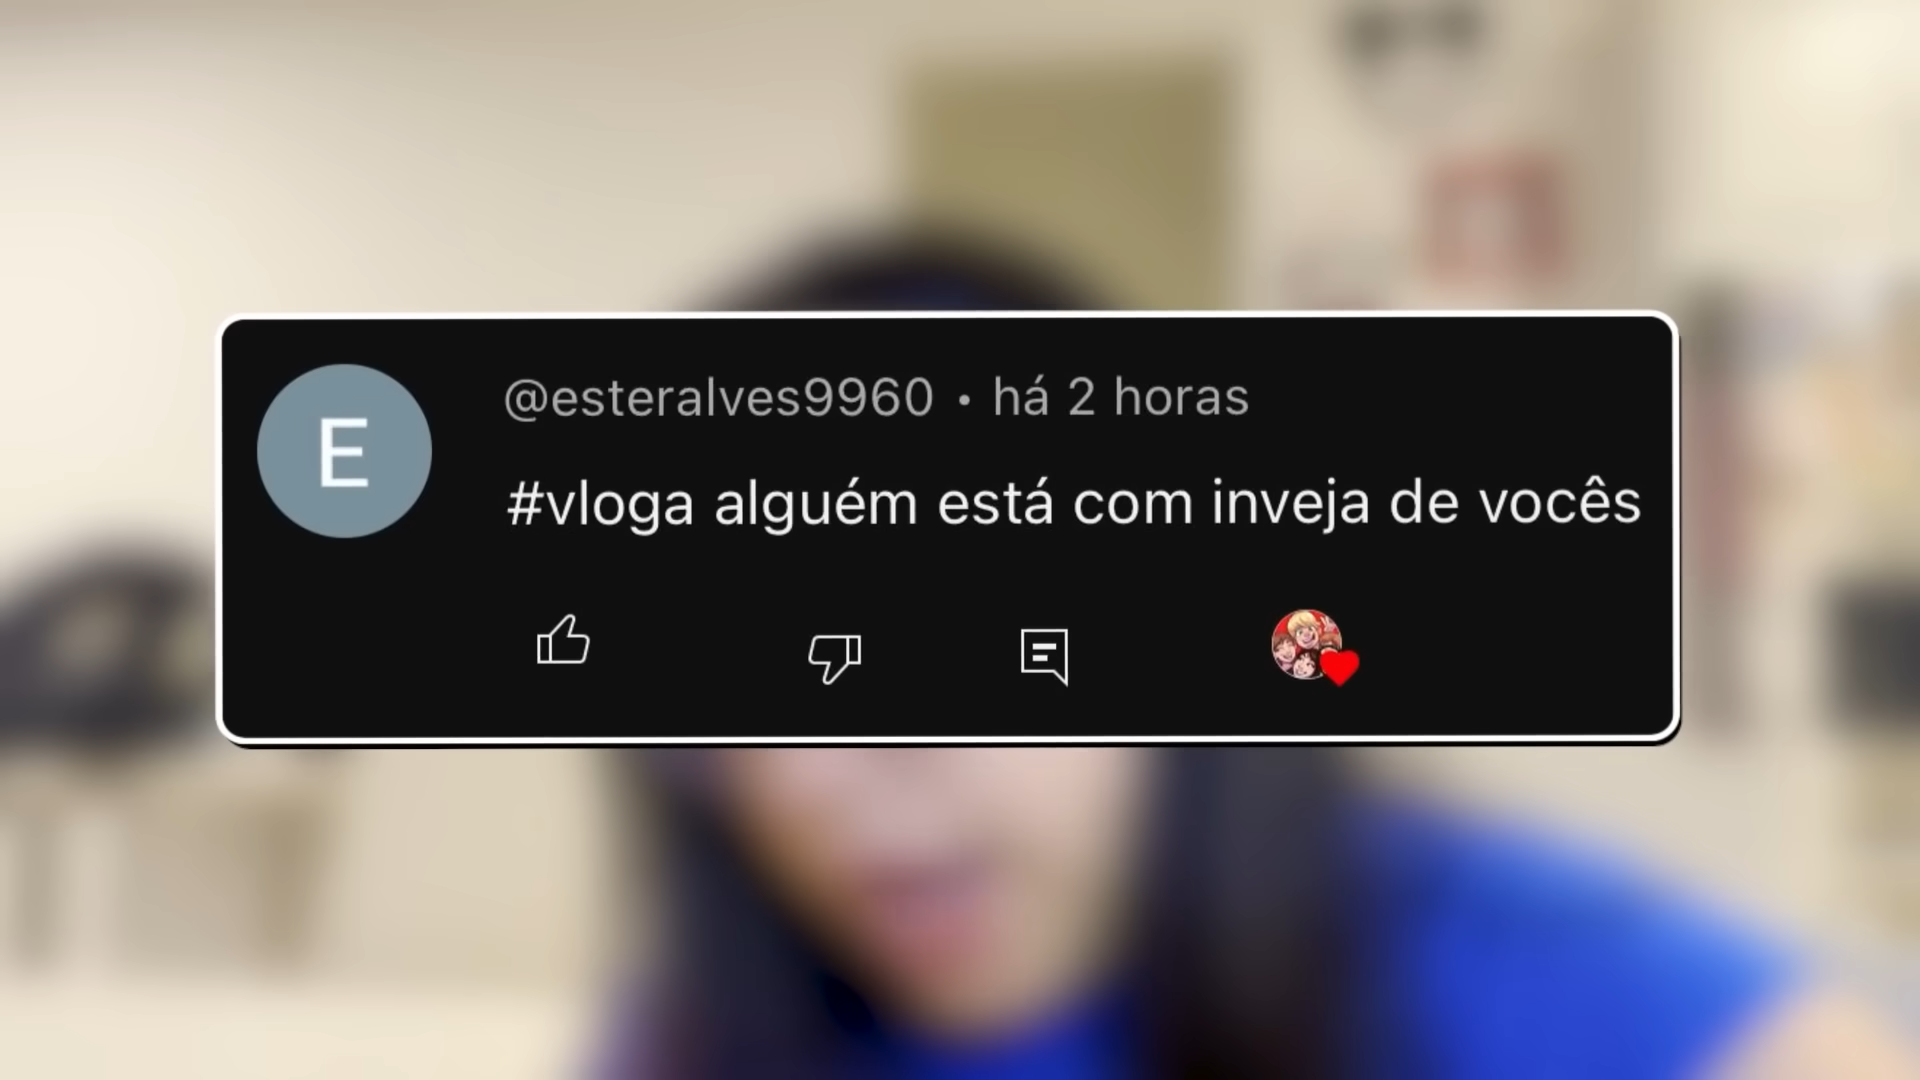 E
@esteralves9960 • há 2 horas
#vloga alguém está com inveja de vocês